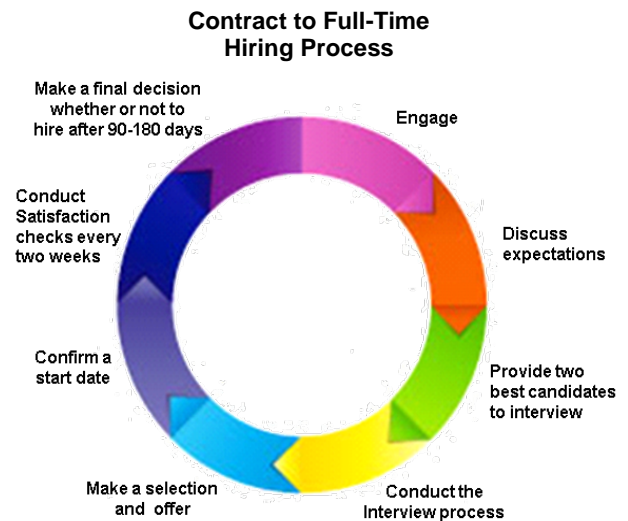 Contract to Full-Time
Hiring Process
Engage
Discuss
expectations
Provide two
best candidates
to interview
Conduct the
Interview process
Make a selection
and offer
Confirm a
start date
Conduct
Satisfaction
checks every
two weeks
Make a final decision
whether or not to
hire after 90-180 days